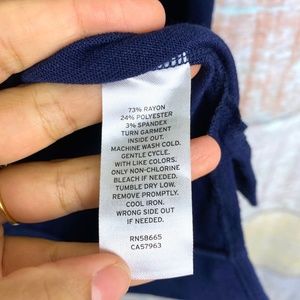 73% RAYON
24% POLYESTER
3% SPANDEX
TURN GARMENT
INSIDE OUT.
MACHINE WASH COLD.
GENTLE CYCLE.
WITH LIKE COLORS.
ONLY NON-CHLORINE
BLEACH IF NEEDED.
TUMBLE DRY LOW.
REMOVE PROMPTLY.
COOL IRON.
WRONG SIDE OUT
IF NEEDED.
RN58665
CA57963